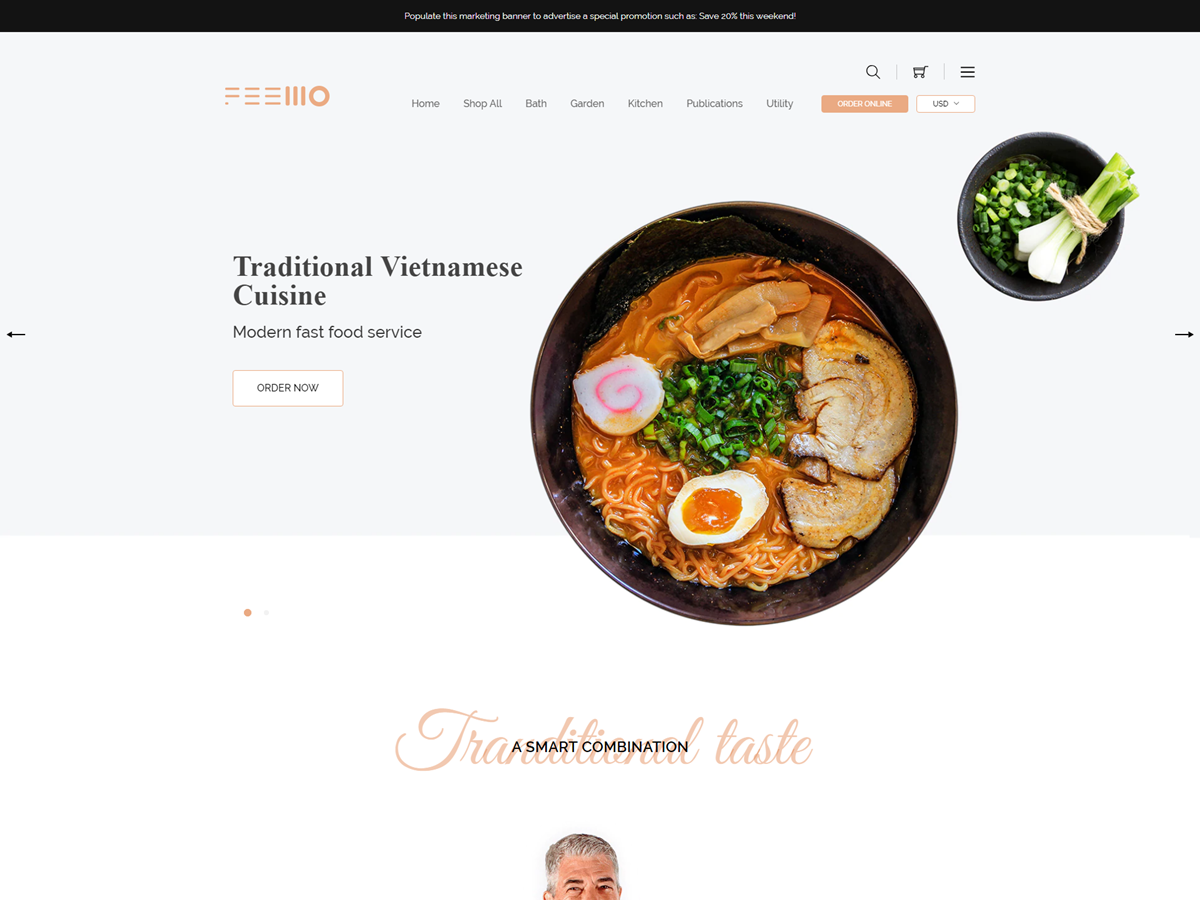 Populate this marketing banner to advertise a special promotion such as: Save 20% this weekend!
FEEMO
Home Shop All Bath Garden Kitchen Publications Utility ORDER ONLINE USD
Traditional Vietnamese
Cuisine
Modern fast food service
ORDER NOW
Tranditional taste
A SMART COMBINATION